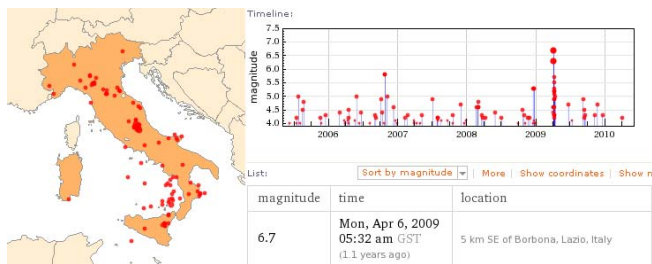 Timeline:
7.5
7.0
6.5
6.0
5.5
5.0
4.5
4.0
magnitude
2006 2007 2008 2009 2010
List:
Sort by magnitude | More | Show coordinates | Show
magnitude time location
6.7
Mon, Apr 6, 2009
05:32 am GST
(1.1 years ago)
5 km SE of Borbona, Lazio, Italy